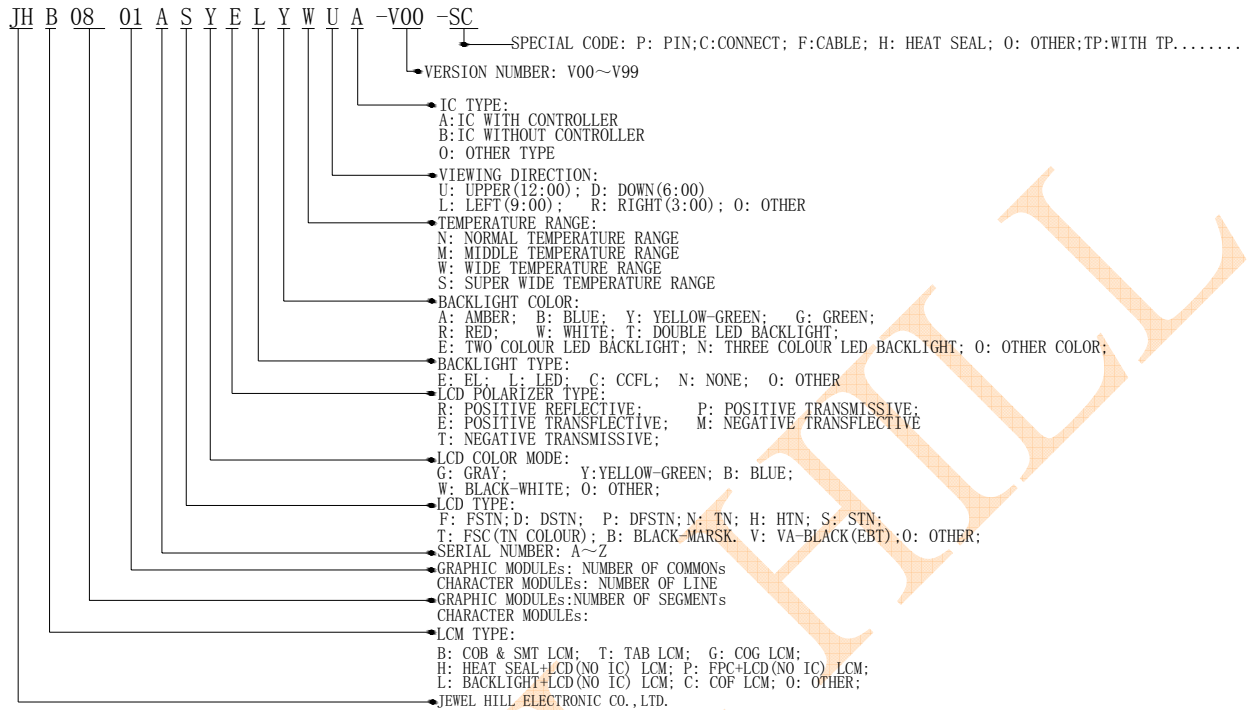 JH B 08 01 A S Y E L Y W U A -V00 -SC
SPECIAL CODE: P: PIN;C:CONNECT; F:CABLE; H: HEAT SEAL; O: OTHER;TP:WITH TP........
VERSION NUMBER: V00～V99
IC TYPE:
A:IC WITH CONTROLLER
B:IC WITHOUT CONTROLLER
O: OTHER TYPE
VIEWING DIRECTION:
U: UPPER(12:00); D: DOWN(6:00)
L: LEFT(9:00); R: RIGHT(3:00); O: OTHER
TEMPERATURE RANGE:
N: NORMAL TEMPERATURE RANGE
M: MIDDLE TEMPERATURE RANGE
W: WIDE TEMPERATURE RANGE
S: SUPER WIDE TEMPERATURE RANGE
BACKLIGHT COLOR:
A: AMBER; B: BLUE; Y: YELLOW-GREEN; G: GREEN;
R: RED; W: WHITE; T: DOUBLE LED BACKLIGHT;
E: TWO COLOUR LED BACKLIGHT; N: THREE COLOUR LED BACKLIGHT; O: OTHER COLOR;
BACKLIGHT TYPE:
E: EL; L: LED; C: CCFL; N: NONE; O: OTHER
LCD POLARIZER TYPE:
R: POSITIVE REFLECTIVE; P: POSITIVE TRANSMISSIVE;
E: POSITIVE TRANSFLECTIVE; M: NEGATIVE TRANSFLECTIVE
T: NEGATIVE TRANSMISSIVE;
LCD COLOR MODE:
G: GRAY; Y:YELLOW-GREEN; B: BLUE;
W: BLACK-WHITE; O: OTHER;
LCD TYPE:
F: FSTN;D: DSTN; P: DFSTN;N: TN; H: HTN; S: STN;
T: FSC(TN COLOUR); B: BLACK-MARSK. V: VA-BLACK(EBT);O: OTHER;
SERIAL NUMBER: A～Z
GRAPHIC MODULEs: NUMBER OF COMMONs
CHARACTER MODULEs: NUMBER OF LINE
GRAPHIC MODULEs:NUMBER OF SEGMENTs
CHARACTER MODULEs:
LCM TYPE:
B: COB & SMT LCM; T: TAB LCM; G: COG LCM;
H: HEAT SEAL+LCD(NO IC) LCM; P: FPC+LCD(NO IC) LCM;
L: BACKLIGHT+LCD(NO IC) LCM; C: COF LCM; O: OTHER;
JEWEL HILL ELECTRONIC CO.,LTD.
HILL